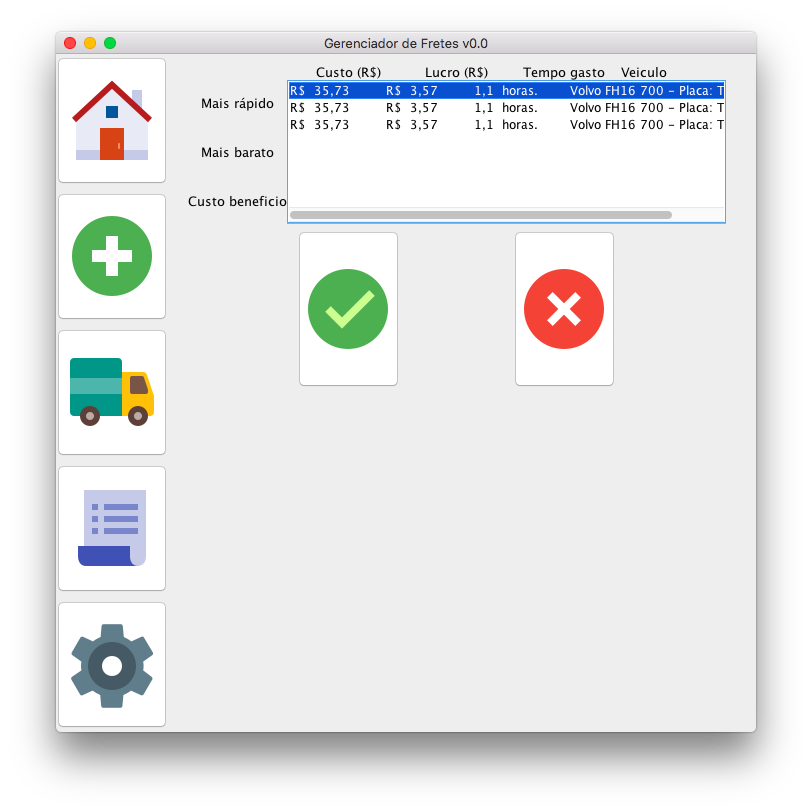 Gerenciador de Fretes v0.0
Custo (R$) Lucro (R$) Tempo gasto Veiculo
R$ 35,73 R$ 3,57 1,1 horas. Volvo FH16 700 - Placa: T
Mais rápido
R$ 35,73 R$ 3,57 1,1 horas. Volvo FH16 700 - Placa: T
R$ 35,73 R$ 3,57 1,1 horas. Volvo FH16 700 - Placa: T
Mais barato
Custo beneficio